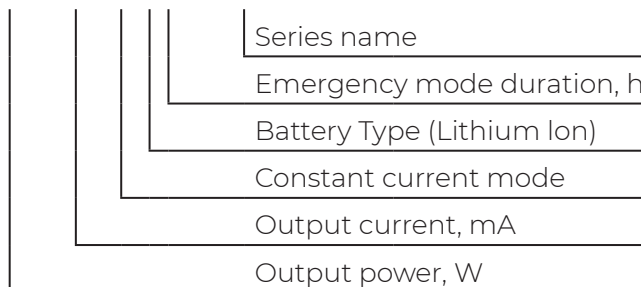 Series name
Emergency mode duration, h
Battery Type (Lithium Ion)
Constant current mode
Output current, mA
Output power, W